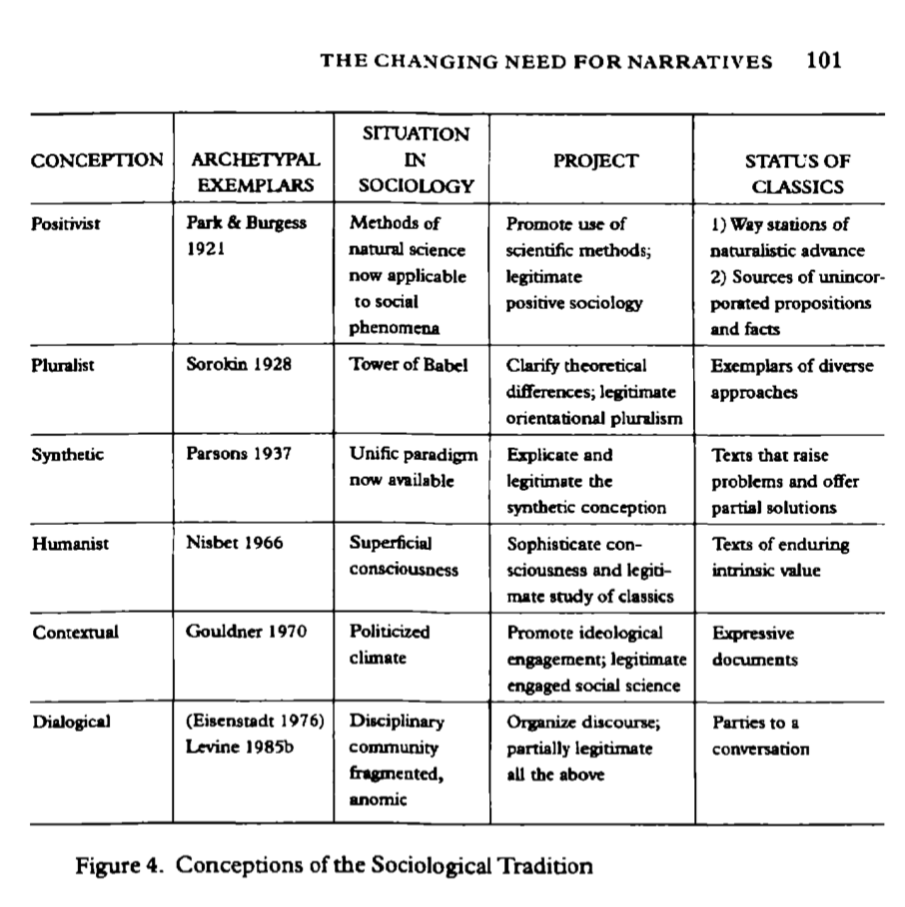 THE CHANGING NEED FOR NARRATIVES 101
CONCEPTION
ARCHETYPAL
EXEMPLARS
SITUATION
IN
SOCIOLOGY
PROJECT
STATUS OF
CLASSICS
Positivist
Park & Burgess
1921
Methods of
natural science
now applicable
to social
phenomena
Promote use of
scientific methods;
legitimate
positive sociology
1) Way stations of
naturalistic advance
2) Sources of unincor-
porated propositions
and facts
Pluralist
Sorokin 1928
Tower of Babel
Clarify theoretical
differences; legitimate
orientational pluralism
Exemplars of diverse
approaches
Synthetic
Parsons 1937
Unific paradigm
now available
Explicate and
legitimate the
synthetic conception
Texts that raise
problems and offer
partial solutions
Humanist
Nisbet 1966
Superficial
consciousness
Sophisticate con-
sciousness and legiti-
mate study of classics
Texts of enduring
intrinsic value
Contextual
Gouldner 1970
Politicized
climate
Promote ideological
engagement; legitimate
engaged social science
Expressive
documents
Dialogical
(Eisenstadt 1976)
Levine 1985b
Disciplinary
community
fragmented,
anomic
Organize discourse;
partially legitimate
all the above
Parties to a
conversation
Figure 4. Conceptions of the Sociological Tradition